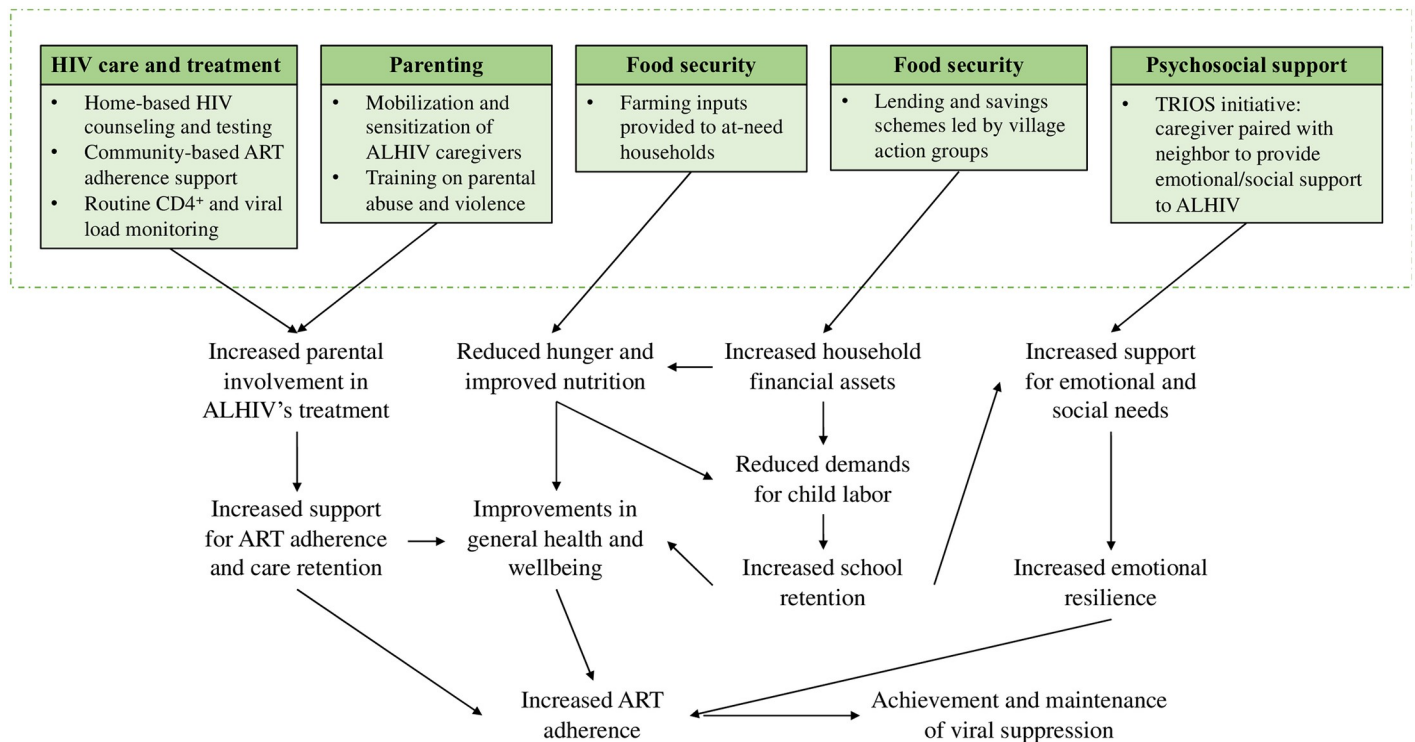 HIV care and treatment
• Home-based HIV
counseling and testing
• Community-based ART
adherence support
• Routine CD4⁺ and viral
load monitoring
Parenting
• Mobilization and
sensitization of
ALHIV caregivers
• Training on parental
abuse and violence
Food security
• Farming inputs
provided to at-need
households
Food security
• Lending and savings
schemes led by village
action groups
Psychosocial support
• TRIOS initiative:
caregiver paired with
neighbor to provide
emotional/social support
to ALHIV
Increased parental
involvement in
ALHIV’s treatment
Reduced hunger and
improved nutrition
Increased household
financial assets
Increased support
for emotional and
social needs
Reduced demands
for child labor
Increased support
for ART adherence
and care retention
Improvements in
general health and
wellbeing
Increased school
retention
Increased emotional
resilience
Increased ART
adherence
Achievement and maintenance
of viral suppression